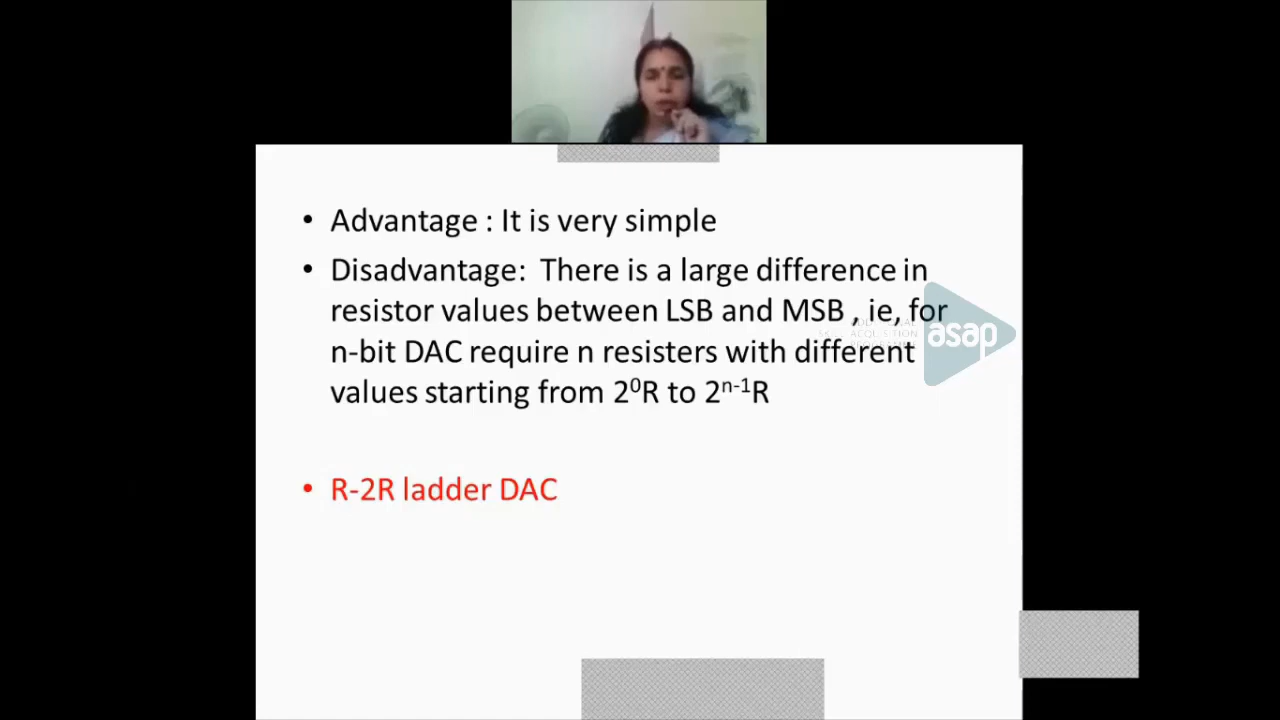 • Advantage : It is very simple
• Disadvantage: There is a large difference in
resistor values between LSB and MSB , ie, for
n-bit DAC require n resisters with different
values starting from 2⁰R to 2ⁿ⁻¹R
ACQUISITION
asap
• R-2R ladder DAC